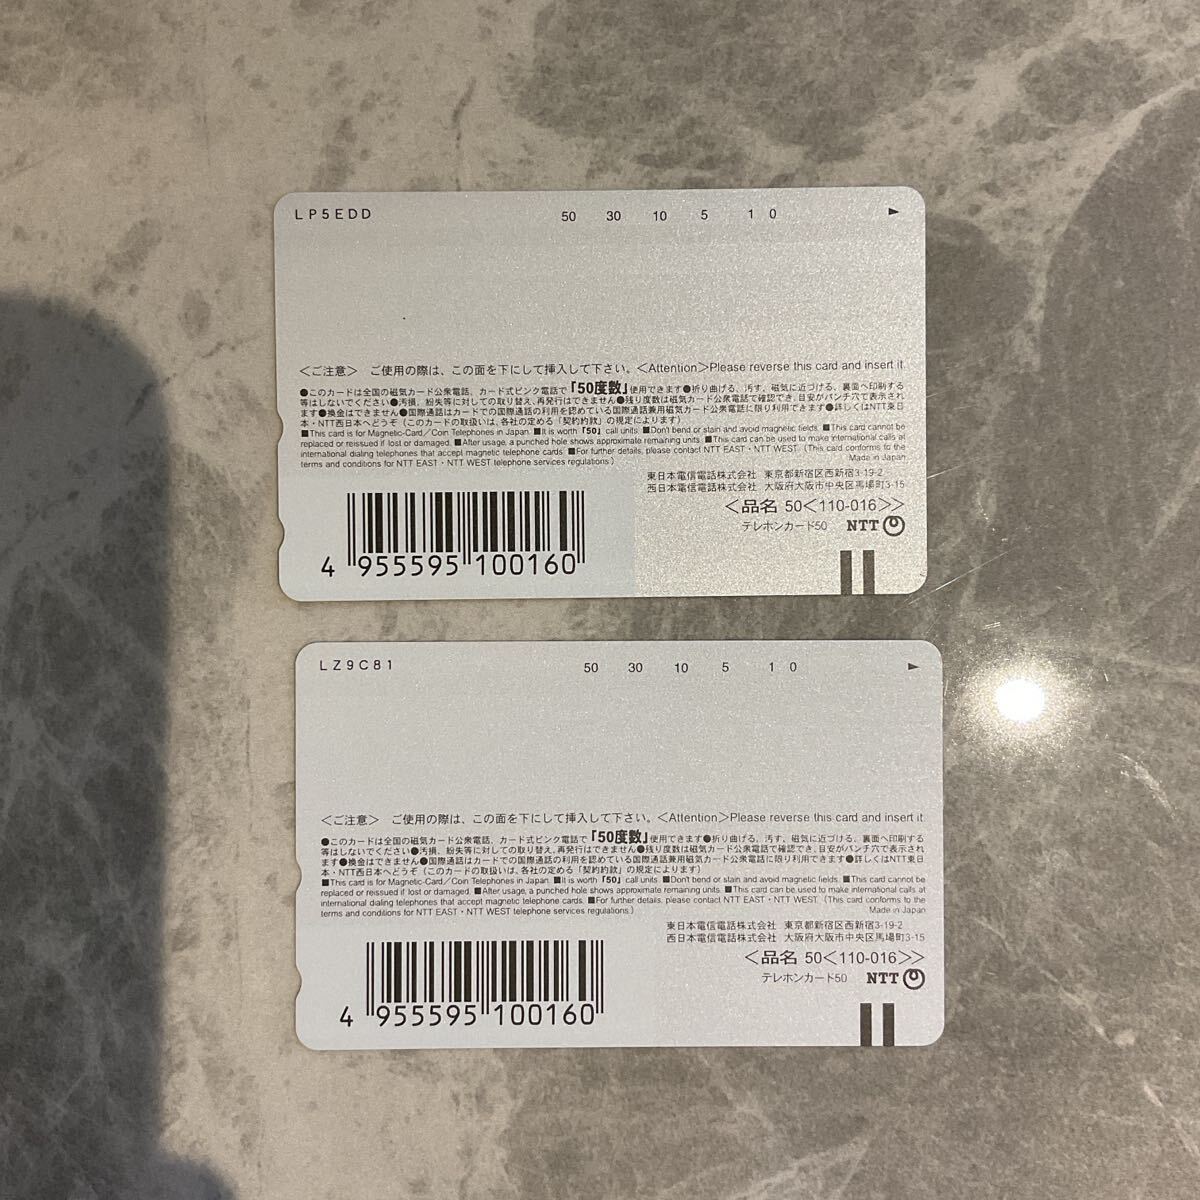 LP5EDD 50 30 10 5 1 0 ►
＜ご注意＞ ご使用の際は、この面を下にして挿入して下さい。＜Attention＞Please reverse this card and insert it
●このカードは全国の磁気カード公衆電話、カード式ピンク電話で「50度数」使用できます●折り曲げる、汚す、磁気に近づける、裏面へ印刷する
等はしないでください●汚損、紛失等に対しての取り替え、再発行はできません●残り度数は磁気カード公衆電話で確認でき、目安がパンチ穴で表示され
ます●換金はできません●国際通話はカードでの国際通話の利用を認めている国際通話兼用磁気カード公衆電話に限り利用できます●詳しくはNTT東日
本・NTT西日本へどうぞ（このカードの取扱いは、各社の定める「契約約款」の規定によります）
■This card is for Magnetic-Card／Coin Telephones in Japan. ■It is worth「50」call units. ■Don't bend or stain and avoid magnetic fields. ■This card cannot be
replaced or reissued if lost or damaged. ■After usage, a punched hole shows approximate remaining units. ■This card can be used to make international calls at
international dialing telephones that accept magnetic telephone cards. ■For further details, please contact NTT EAST・NTT WEST.（This card conforms to the
terms and conditions for NTT EAST・NTT WEST telephone services regulations.） Made in Japan
東日本電信電話株式会社 東京都新宿区西新宿3-19-2
西日本電信電話株式会社 大阪府大阪市中央区馬場町3-15
＜品名 50＜110-016＞＞
テレホンカード50 NTT
4 955595 100160
LZ9C81 50 30 10 5 1 0 ►
＜ご注意＞ ご使用の際は、この面を下にして挿入して下さい。＜Attention＞Please reverse this card and insert it
●このカードは全国の磁気カード公衆電話、カード式ピンク電話で「50度数」使用できます●折り曲げる、汚す、磁気に近づける、裏面へ印刷する
等はしないでください●汚損、紛失等に対しての取り替え、再発行はできません●残り度数は磁気カード公衆電話で確認でき、目安がパンチ穴で表示され
ます●換金はできません●国際通話はカードでの国際通話の利用を認めている国際通話兼用磁気カード公衆電話に限り利用できます●詳しくはNTT東日
本・NTT西日本へどうぞ（このカードの取扱いは、各社の定める「契約約款」の規定によります）
■This card is for Magnetic-Card／Coin Telephones in Japan. ■It is worth「50」call units. ■Don't bend or stain and avoid magnetic fields. ■This card cannot be
replaced or reissued if lost or damaged. ■After usage, a punched hole shows approximate remaining units. ■This card can be used to make international calls at
international dialing telephones that accept magnetic telephone cards. ■For further details, please contact NTT EAST・NTT WEST.（This card conforms to the
terms and conditions for NTT EAST・NTT WEST telephone services regulations.） Made in Japan
東日本電信電話株式会社 東京都新宿区西新宿3-19-2
西日本電信電話株式会社 大阪府大阪市中央区馬場町3-15
＜品名 50＜110-016＞＞
テレホンカード50 NTT
4 955595 100160